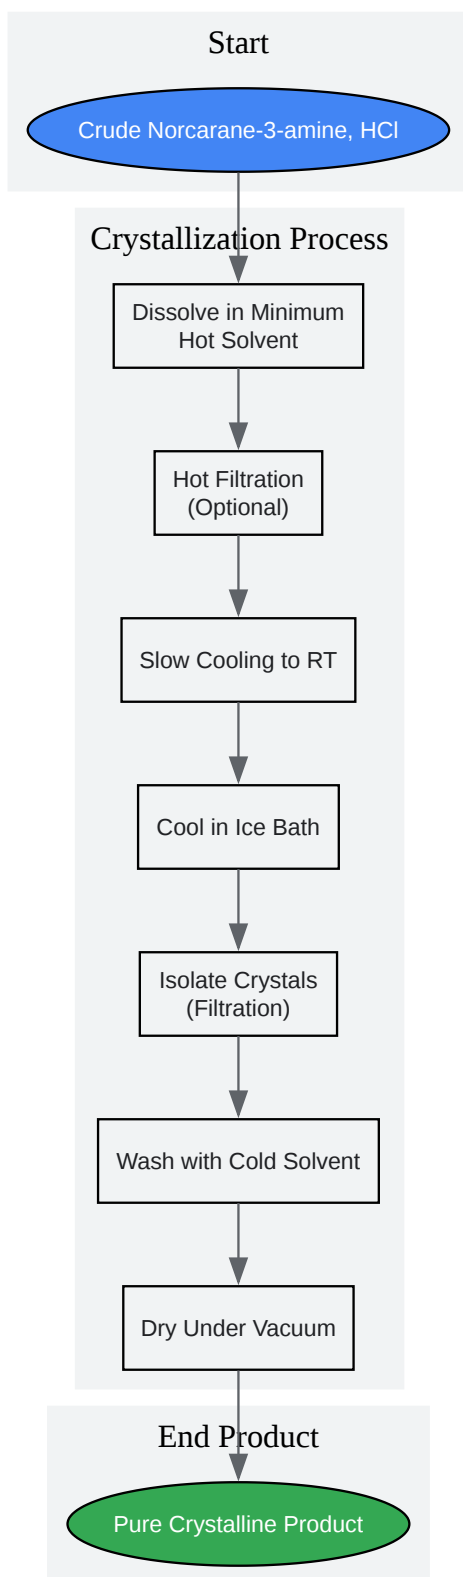 Start
Crude Norcarane-3-amine, HCl
Crystallization Process
Dissolve in Minimum
Hot Solvent
Hot Filtration
(Optional)
Slow Cooling to RT
Cool in Ice Bath
Isolate Crystals
(Filtration)
Wash with Cold Solvent
Dry Under Vacuum
End Product
Pure Crystalline Product